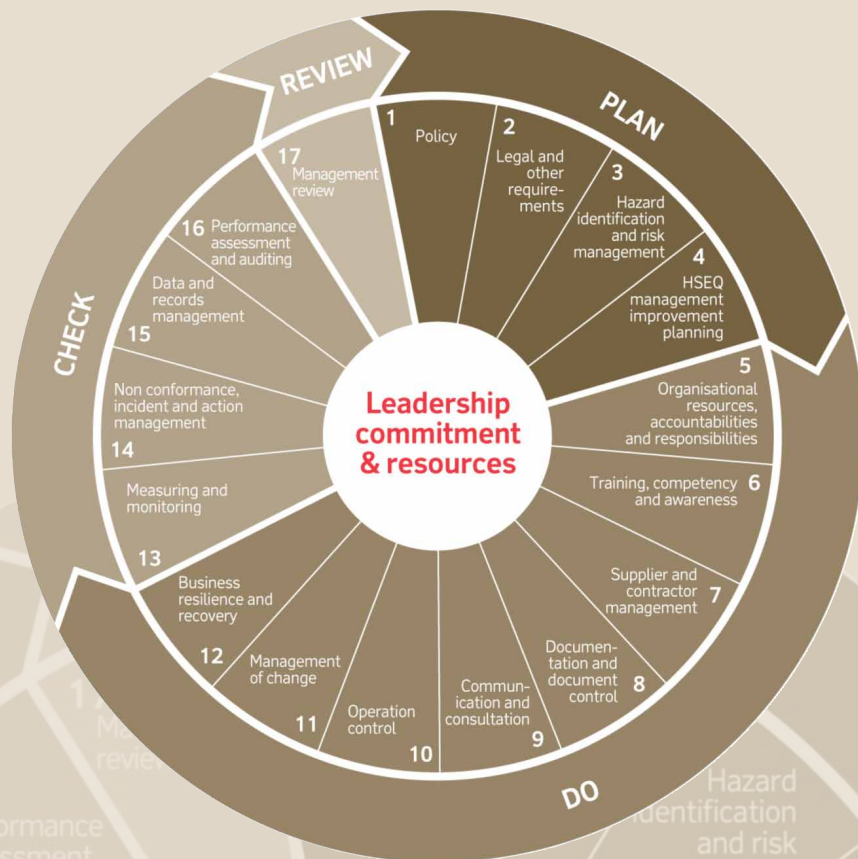 REVIEW
PLAN
1
Policy
2
Legal and
other
require-
ments
3
Hazard
identification
and risk
management
4
HSEQ
management
improvement
planning
5
Organisational
resources,
accountabilities
and responsibilities
Training, competency 6
and awareness
Supplier and
contractor
management 7
Documen-
tation and
document
control 8
Commun-
ication and
consultation 9
Operation
control
10
Management
of change
11
Business
resilience and
recovery
12
Measuring and
monitoring
13
Non conformance,
incident and action
management
14
Data and
records
management
15
16 Performance
assessment
and auditing
17
Management
review
CHECK
DO
Leadership
commitment
& resources
Hazard
identification
and risk